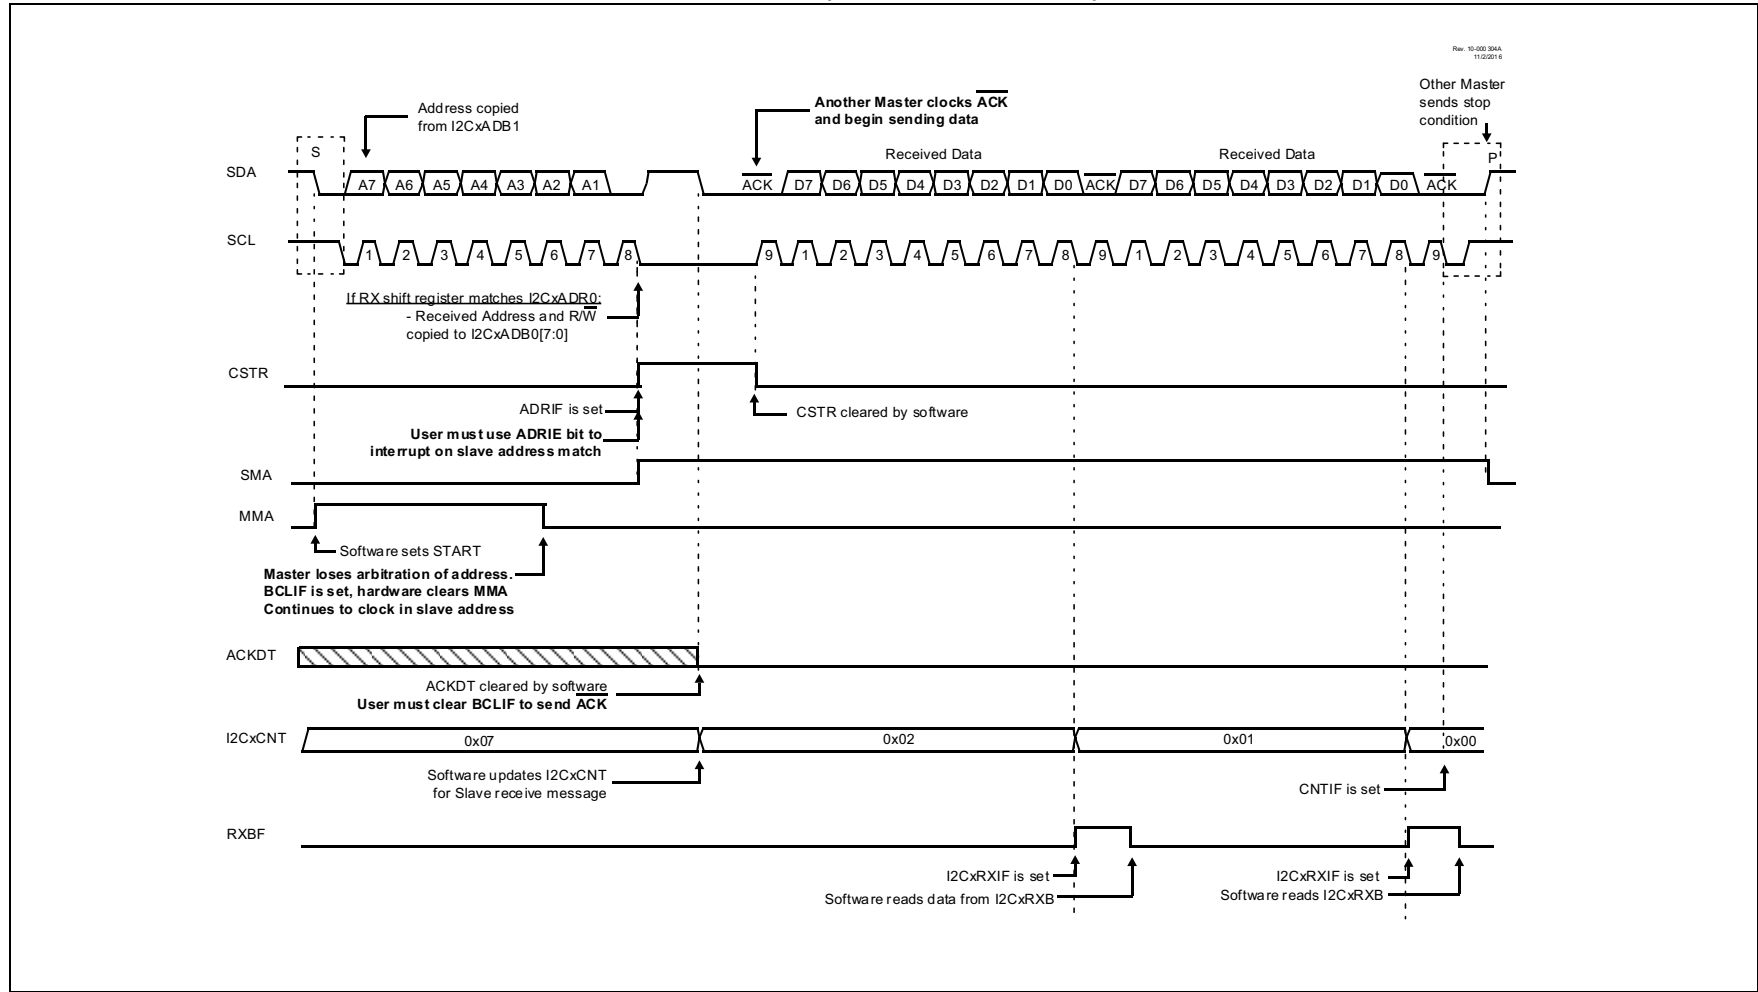 Rev. 10-000 304A
11/2/2016
Other Master
sends stop
condition
Address copied
from I2CxADB1
Another Master clocks ACK
and begin sending data
S
Received Data
Received Data
P
SDA
A7 A6 A5 A4 A3 A2 A1
ACK D7 D6 D5 D4 D3 D2 D1 D0 ACK D7 D6 D5 D4 D3 D2 D1 D0 ACK
SCL
1 2 3 4 5 6 7 8 9 1 2 3 4 5 6 7 8 9 1 2 3 4 5 6 7 8 9
If RX shift register matches I2CxADR0:
- Received Address and R/W
copied to I2CxADB0[7:0]
CSTR
ADRIF is set
CSTR cleared by software
User must use ADRIE bit to
interrupt on slave address match
SMA
MMA
Software sets START
Master loses arbitration of address.
BCLIF is set, hardware clears MMA
Continues to clock in slave address
ACKDT
ACKDT cleared by software
User must clear BCLIF to send ACK
I2CxCNT
0x07 0x02 0x01 0x00
Software updates I2CxCNT
for Slave receive message
CNTIF is set
RXBF
I2CxRXIF is set
Software reads data from I2CxRXB
I2CxRXIF is set
Software reads I2CxRXB